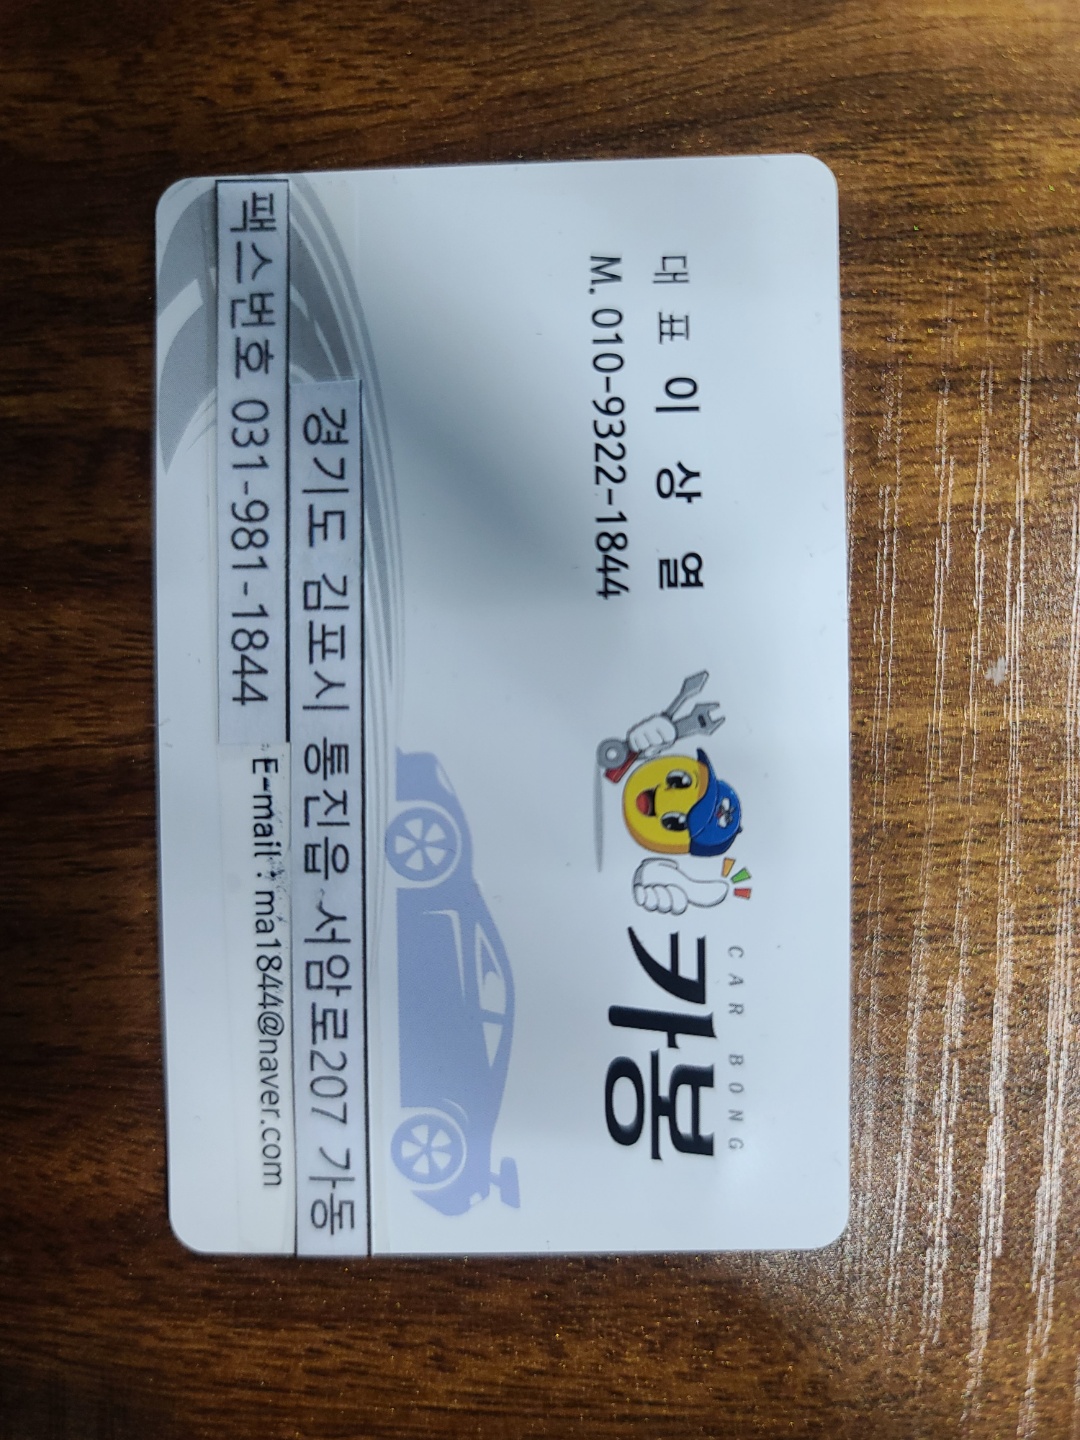 대표 이상열
M. 010-9322-1844
CAR BONG
카봉
경기도 김포시 통진읍 서암로207 가동
팩스번호 031-981-1844
E-mail : ma1844@naver.com